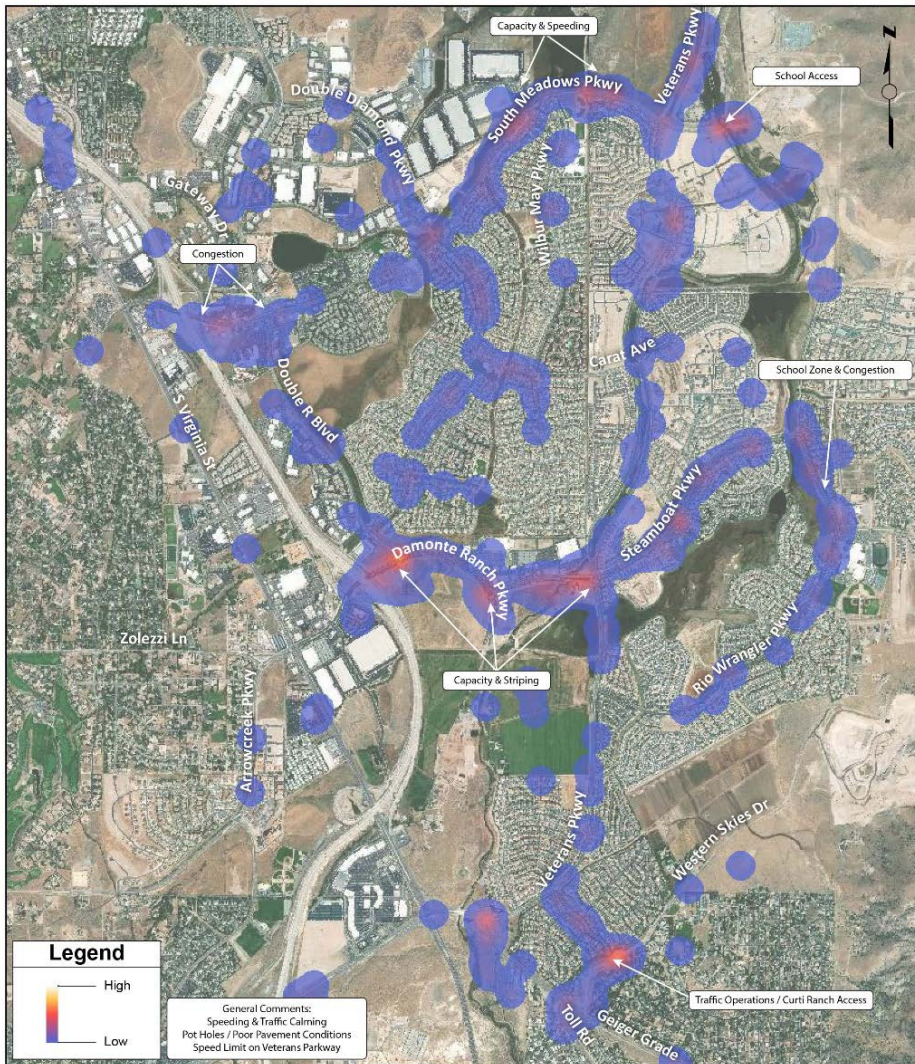 Capacity & Speeding
Veterans Pkwy
N
School Access
Double Diamond Pkwy
South Meadows Pkwy
Wilbur May Pkwy
Gateway Dr
Congestion
Carat Ave
School Zone & Congestion
Double R Blvd
S Virginia St
Steamboat Pkwy
Damonte Ranch Pkwy
Zolezzi Ln
Capacity & Striping
Rio Wrangler Pkwy
Arrowcreek Pkwy
Veterans Pkwy
Western Skies Dr
Legend
High
Low
General Comments:
Speeding & Traffic Calming
Pot Holes / Poor Pavement Conditions
Speed Limit on Veterans Parkway
Traffic Operations / Curti Ranch Access
Geiger Grade
Toll Rd